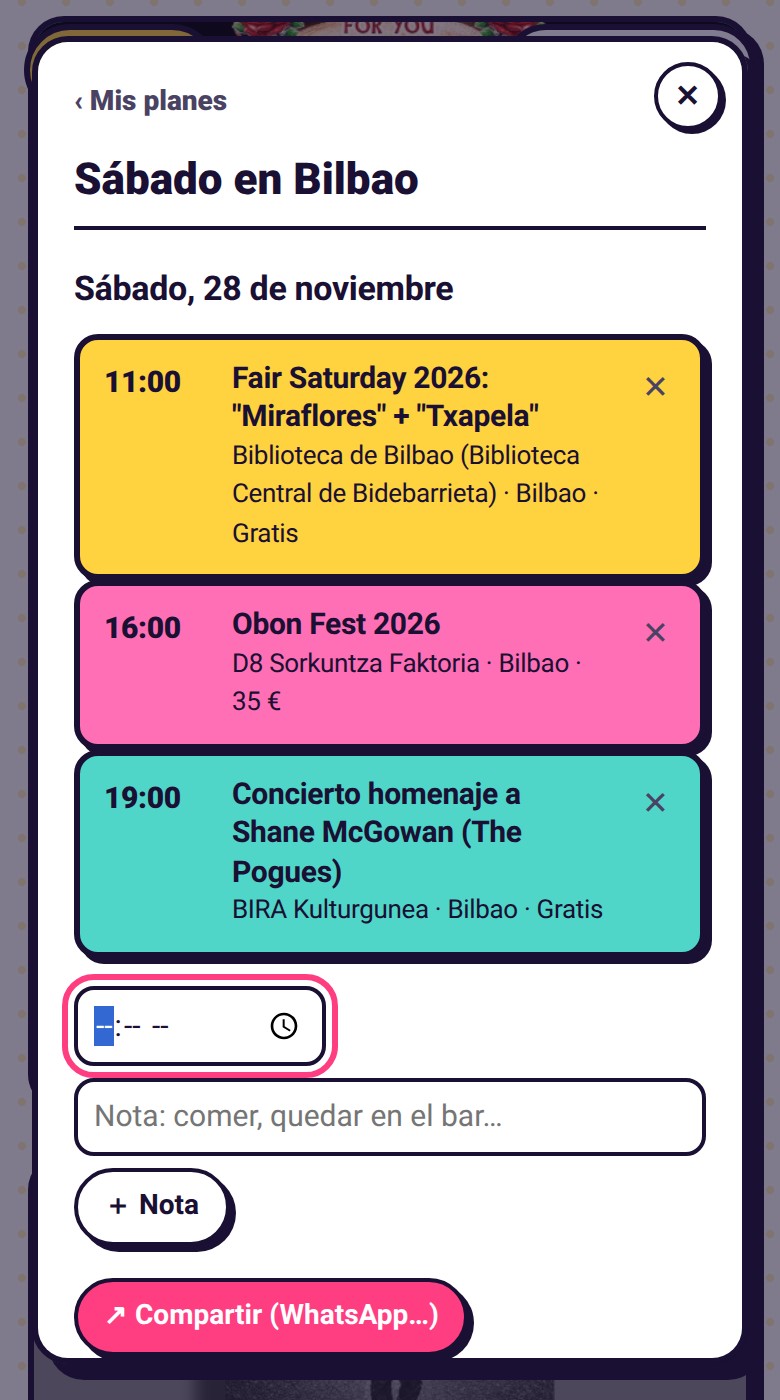 FOR YOU
‹ Mis planes
✕
Sábado en Bilbao
Sábado, 28 de noviembre
11:00
Fair Saturday 2026:
"Miraflores" + "Txapela"
✕
Biblioteca de Bilbao (Biblioteca
Central de Bidebarrieta) · Bilbao ·
Gratis
16:00
Obon Fest 2026
✕
D8 Sorkuntza Faktoria · Bilbao ·
35 €
19:00
Concierto homenaje a
Shane McGowan (The
Pogues)
✕
BIRA Kulturgunea · Bilbao · Gratis
--:-- --
Nota: comer, quedar en el bar...
+ Nota
↗ Compartir (WhatsApp...)